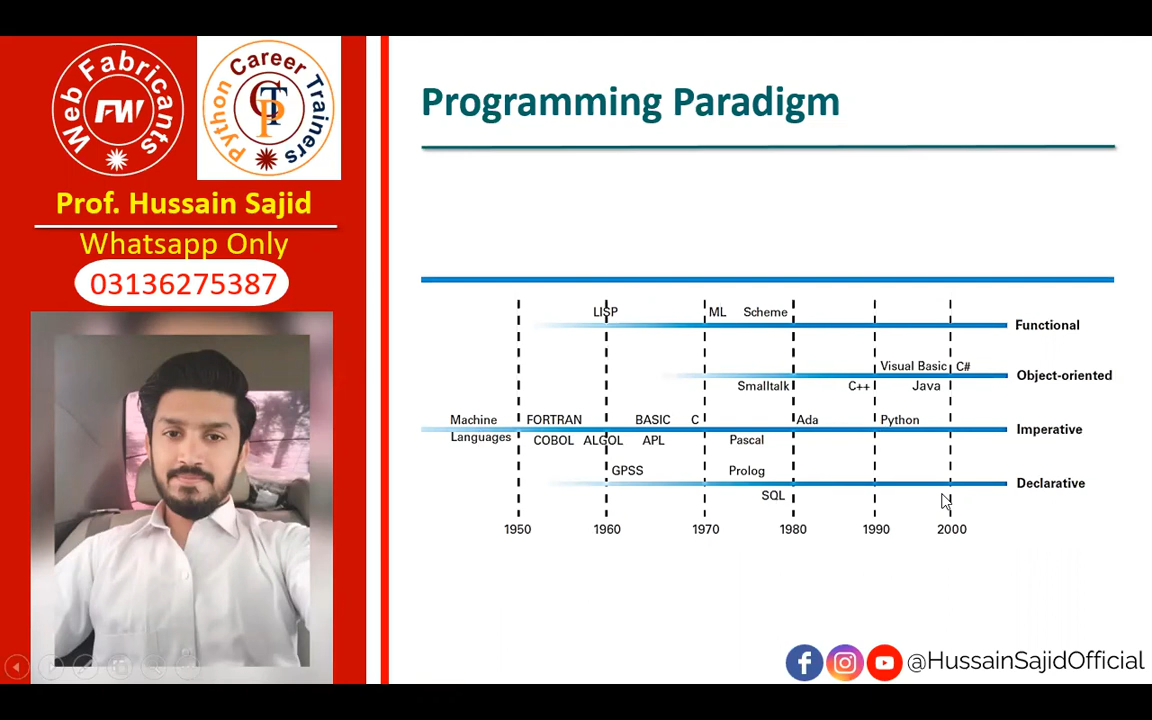 Web Fabricants
FW
Python Career Trainers
CTP
Prof. Hussain Sajid
Whatsapp Only
03136275387
Programming Paradigm
LISP ML Scheme
Functional
Visual Basic C#
Object-oriented
Smalltalk C++ Java
Machine FORTRAN BASIC C Ada Python
Imperative
Languages COBOL ALGOL APL Pascal
GPSS Prolog
Declarative
SQL
1950 1960 1970 1980 1990 2000
@HussainSajidOfficial